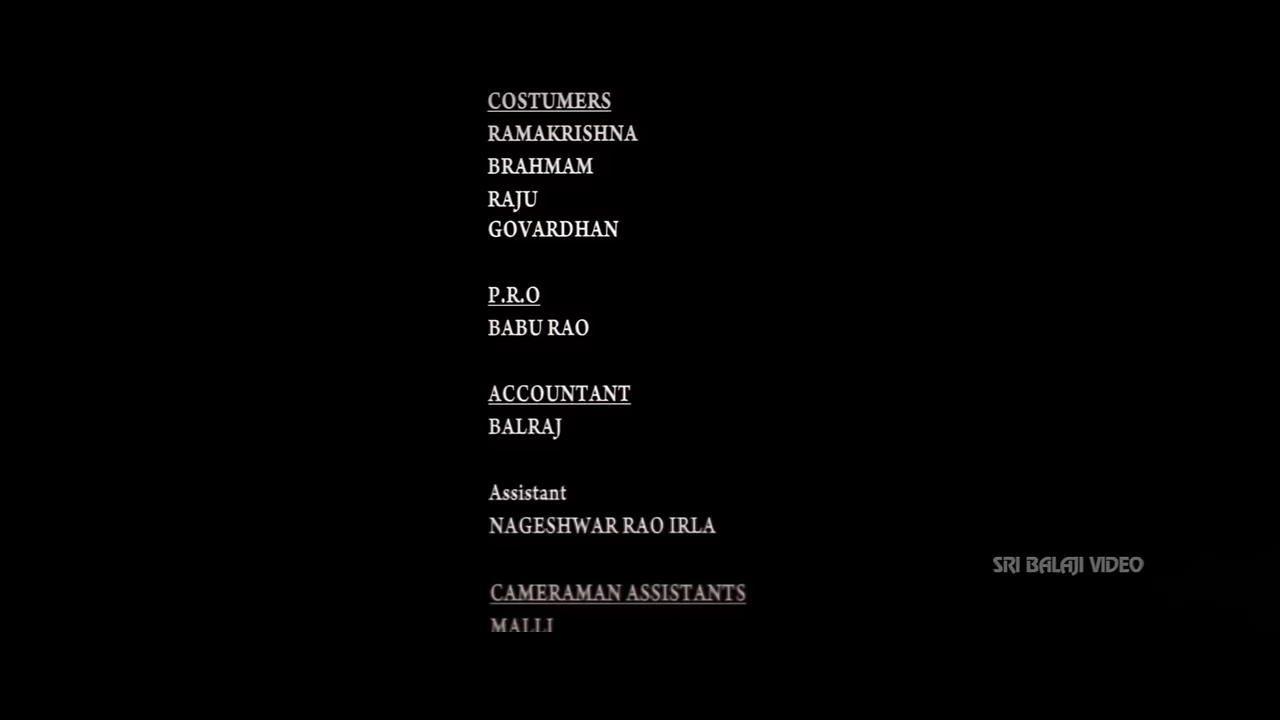 COSTUMERS
RAMAKRISHNA
BRAHMAM
RAJU
GOVARDHAN
P.R.O
BABU RAO
ACCOUNTANT
BALRAJ
Assistant
NAGESHWAR RAO IRLA
SRI BALAJI VIDEO
CAMERAMAN ASSISTANTS
MALLI